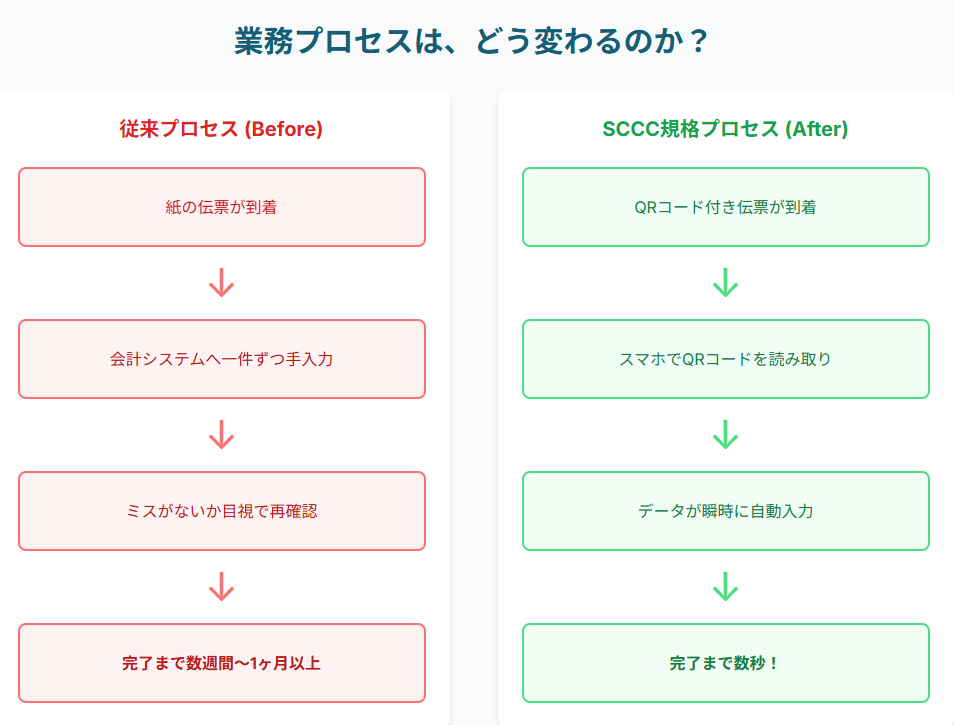 業務プロセスは、どう変わるのか？
従来プロセス (Before)
紙の伝票が到着
会計システムへ一件ずつ手入力
ミスがないか目視で再確認
完了まで数週間〜1ヶ月以上
SCCC規格プロセス (After)
QRコード付き伝票が到着
スマホでQRコードを読み取り
データが瞬時に自動入力
完了まで数秒！